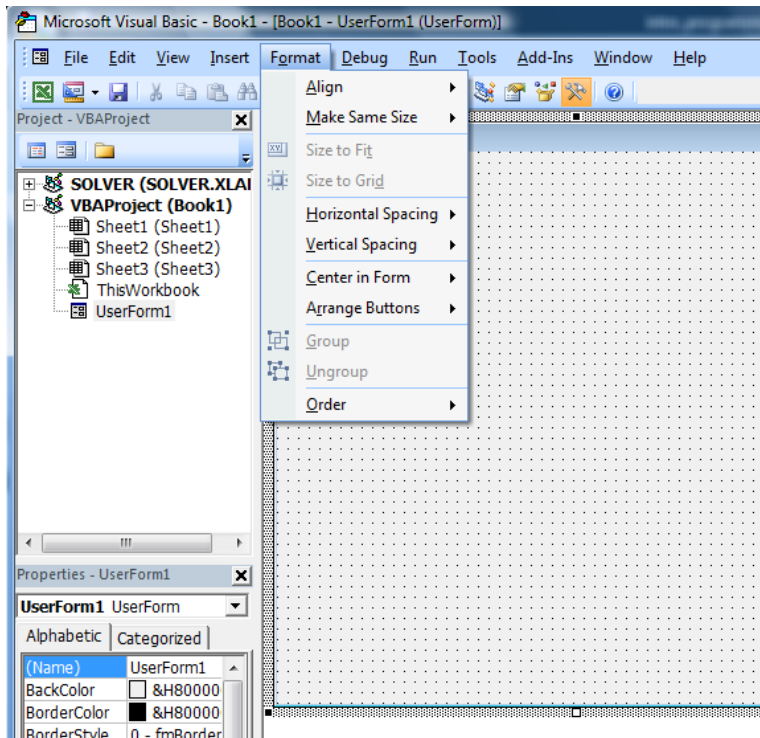 Microsoft Visual Basic - Book1 - [Book1 - UserForm1 (UserForm)]
File Edit View Insert Format Debug Run Tools Add-Ins Window Help
Project - VBAProject
SOLVER (SOLVER.XLA
VBAProject (Book1)
Sheet1 (Sheet1)
Sheet2 (Sheet2)
Sheet3 (Sheet3)
ThisWorkbook
UserForm1
Align
Make Same Size
Size to Fit
Size to Grid
Horizontal Spacing
Vertical Spacing
Center in Form
Arrange Buttons
Group
Ungroup
Order
Properties - UserForm1
UserForm1 UserForm
Alphabetic Categorized
(Name) UserForm1
BackColor &H80000
BorderColor &H80000
BorderStyle 0 - fmBorder